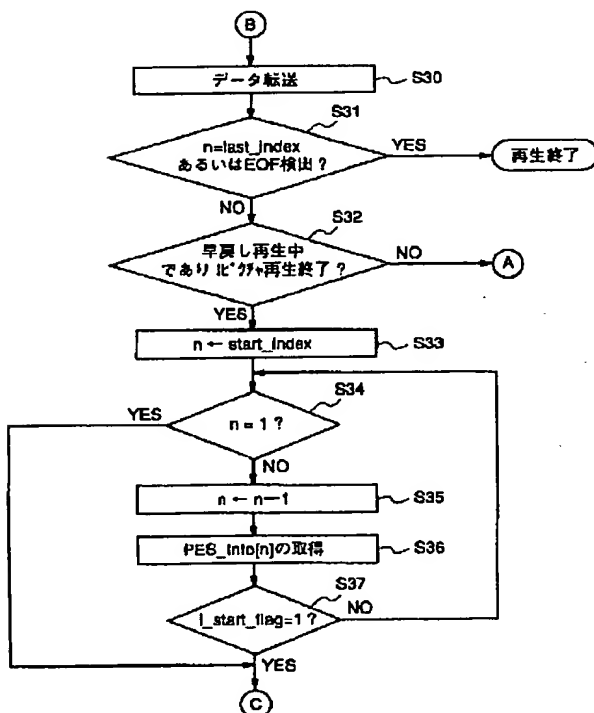 B
データ転送
S30
S31
n=last_index
あるいはEOF検出？
YES
再生終了
NO
S32
早戻し再生中
でありIピクチャ再生終了？
NO
A
YES
n ← start_index
S33
S34
YES
n = 1 ?
NO
n ← n−1
S35
PES_info[n]の取得
S36
S37
I_start_flag=1 ?
NO
YES
C